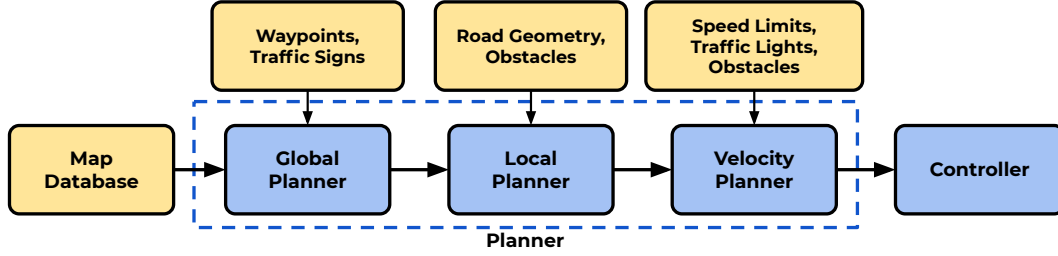 Waypoints,
Traffic Signs
Road Geometry,
Obstacles
Speed Limits,
Traffic Lights,
Obstacles
Map
Database
Global
Planner
Local
Planner
Velocity
Planner
Controller
Planner